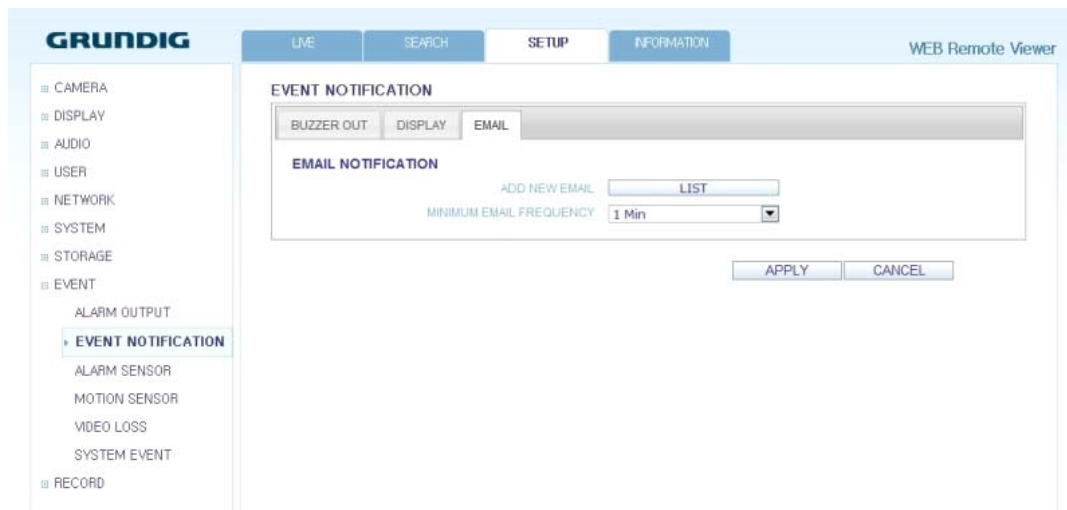 GRUNDIG
LIVE SEARCH SETUP INFORMATION
WEB Remote Viewer
CAMERA
DISPLAY
AUDIO
USER
NETWORK
SYSTEM
STORAGE
EVENT
ALARM OUTPUT
EVENT NOTIFICATION
ALARM SENSOR
MOTION SENSOR
VIDEO LOSS
SYSTEM EVENT
RECORD
EVENT NOTIFICATION
BUZZER OUT DISPLAY EMAIL
EMAIL NOTIFICATION
ADD NEW EMAIL LIST
MINIMUM EMAIL FREQUENCY 1 Min
APPLY CANCEL